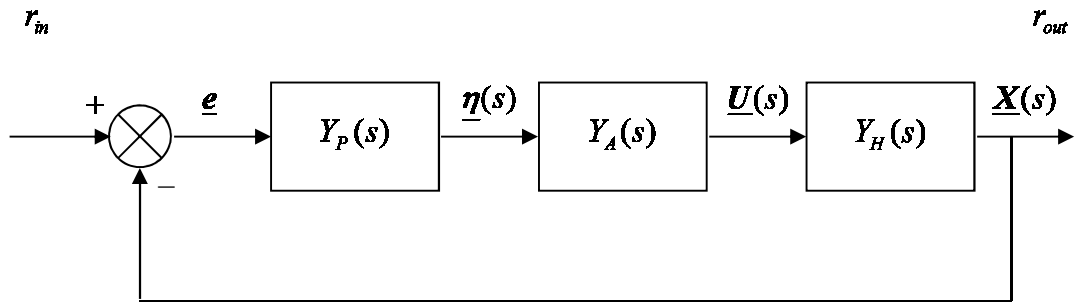 r_in r_out
+ e η(s) U(s) X(s)
Y_P(s) Y_A(s) Y_H(s)
−